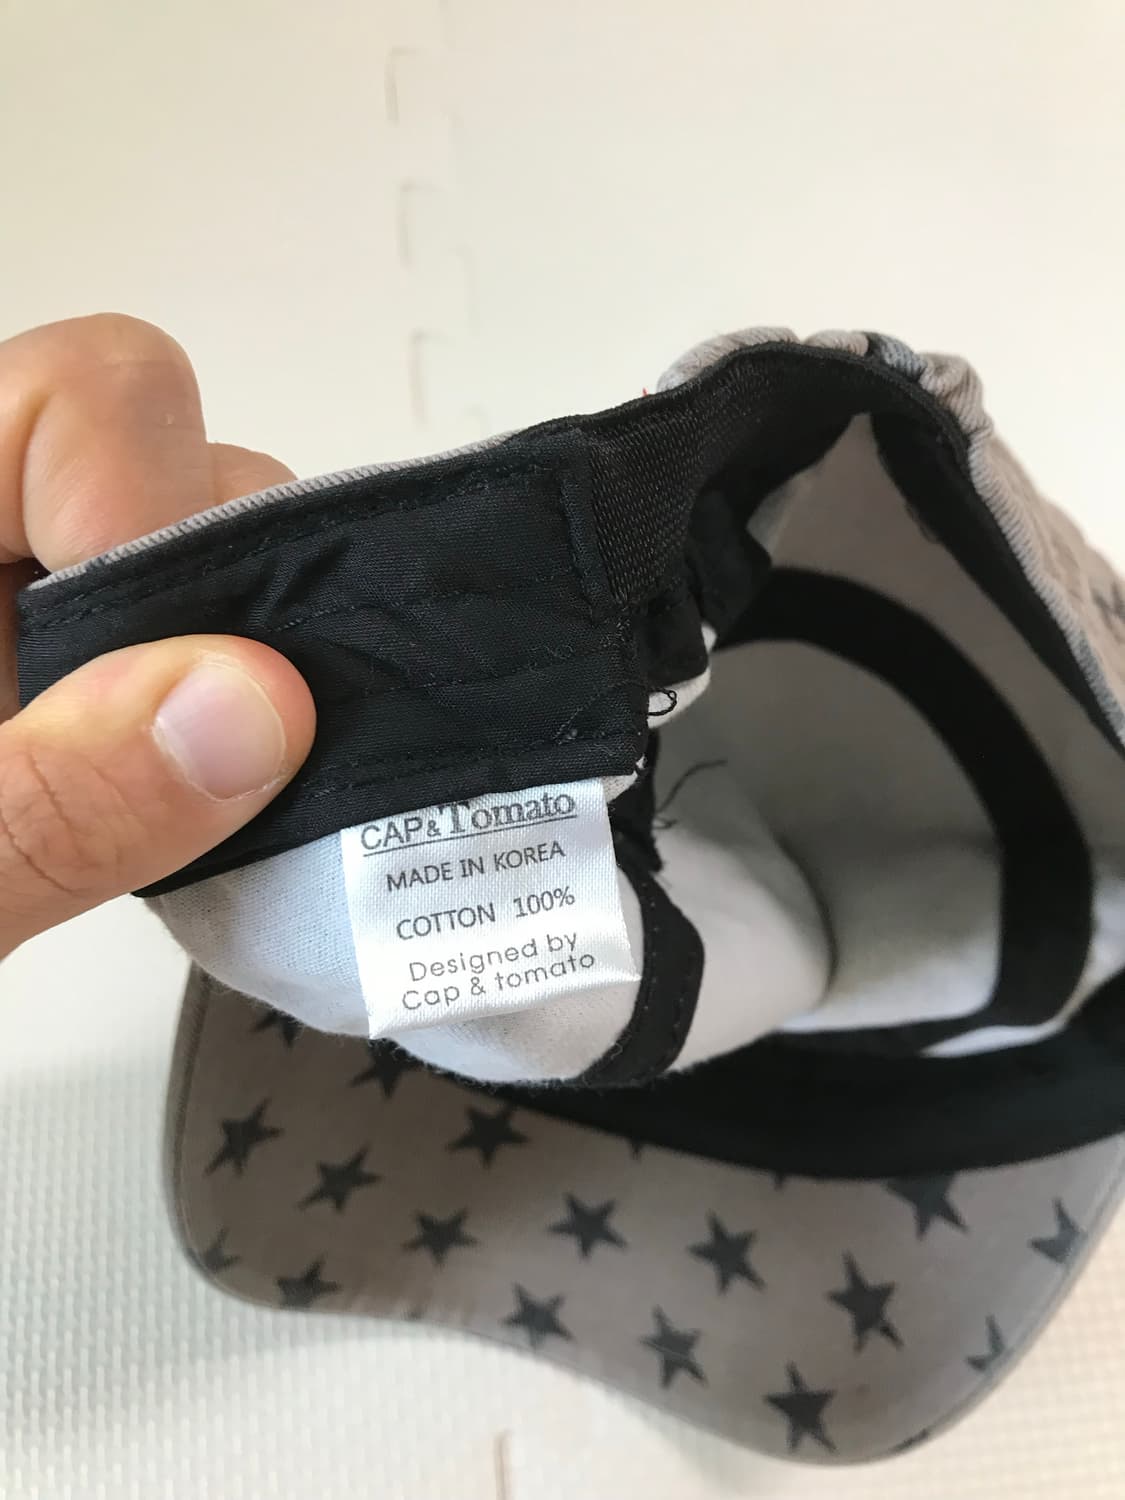 CAP & Tomato
MADE IN KOREA
COTTON 100%
Designed by
Cap & tomato